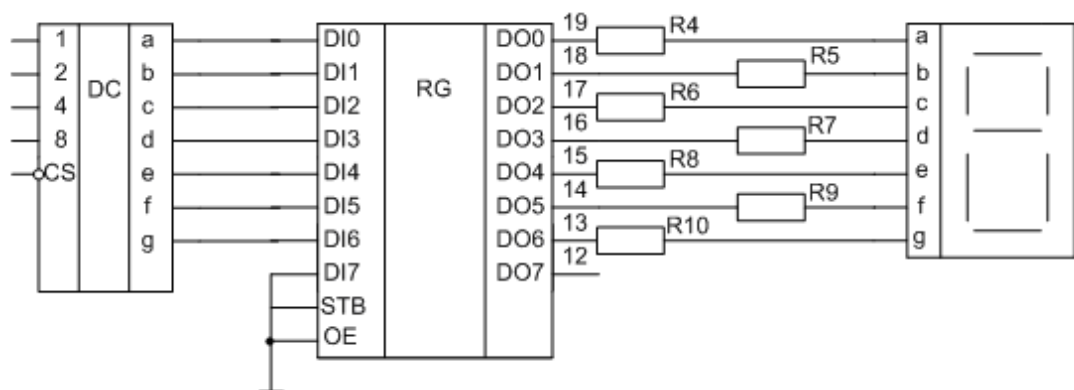 19 R4
1 a DI0 DO0 a
18 R5
2 DC b DI1 RG DO1 b
17 R6
4 c DI2 DO2 c
16 R7
8 d DI3 DO3 d
15 R8
CS e DI4 DO4 e
14 R9
f DI5 DO5 f
13 R10
g DI6 DO6 g
12
DI7 DO7
STB
OE